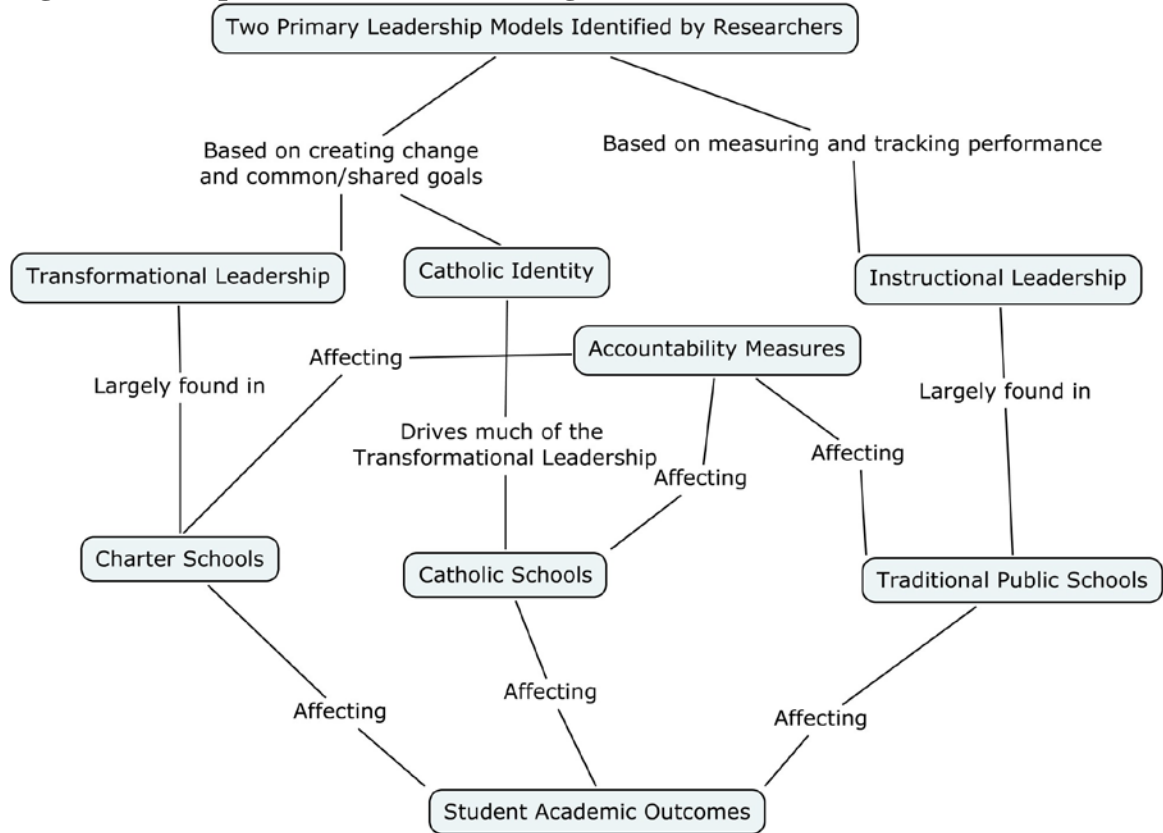 Two Primary Leadership Models Identified by Researchers
Based on creating change
and common/shared goals
Based on measuring and tracking performance
Transformational Leadership
Catholic Identity
Instructional Leadership
Accountability Measures
Affecting
Largely found in
Largely found in
Drives much of the
Transformational Leadership
Affecting
Affecting
Charter Schools
Catholic Schools
Traditional Public Schools
Affecting
Affecting
Affecting
Student Academic Outcomes